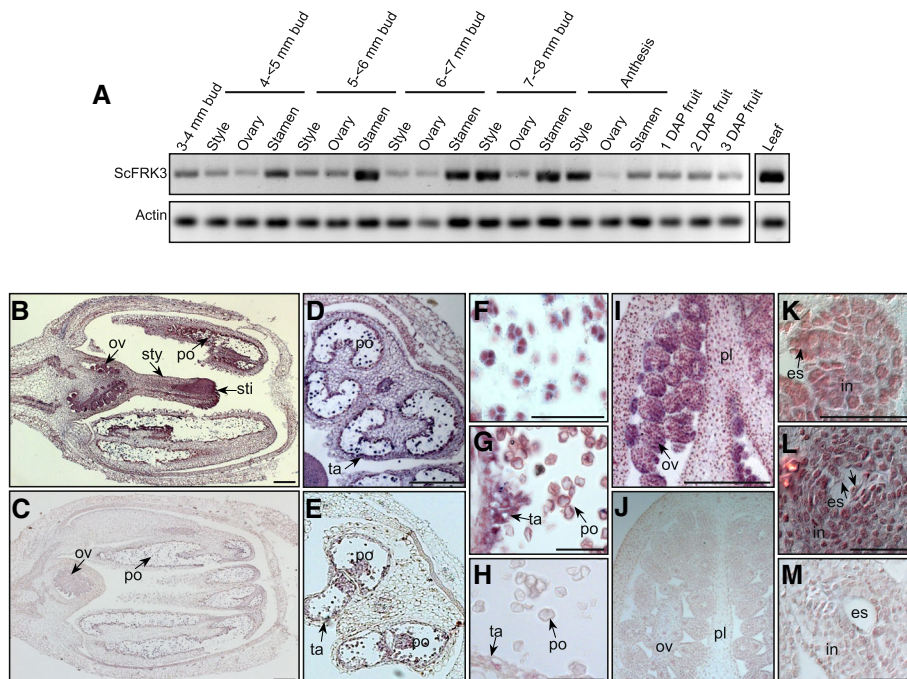 A
4-<5 mm bud
5-<6 mm bud
6-<7 mm bud
7-<8 mm bud
Anthesis
3-4 mm bud
Style
Ovary
Stamen
Style
Ovary
Stamen
Style
Ovary
Stamen
Style
Ovary
Stamen
Style
Ovary
Stamen
1 DAP fruit
2 DAP fruit
3 DAP fruit
Leaf
ScFRK3
Actin
B
ov
sty
po
sti
C
ov
po
D
po
ta
E
po
ta
po
F
G
ta
po
H
ta
po
I
pl
ov
J
ov
pl
K
es
in
L
es
in
M
es
in